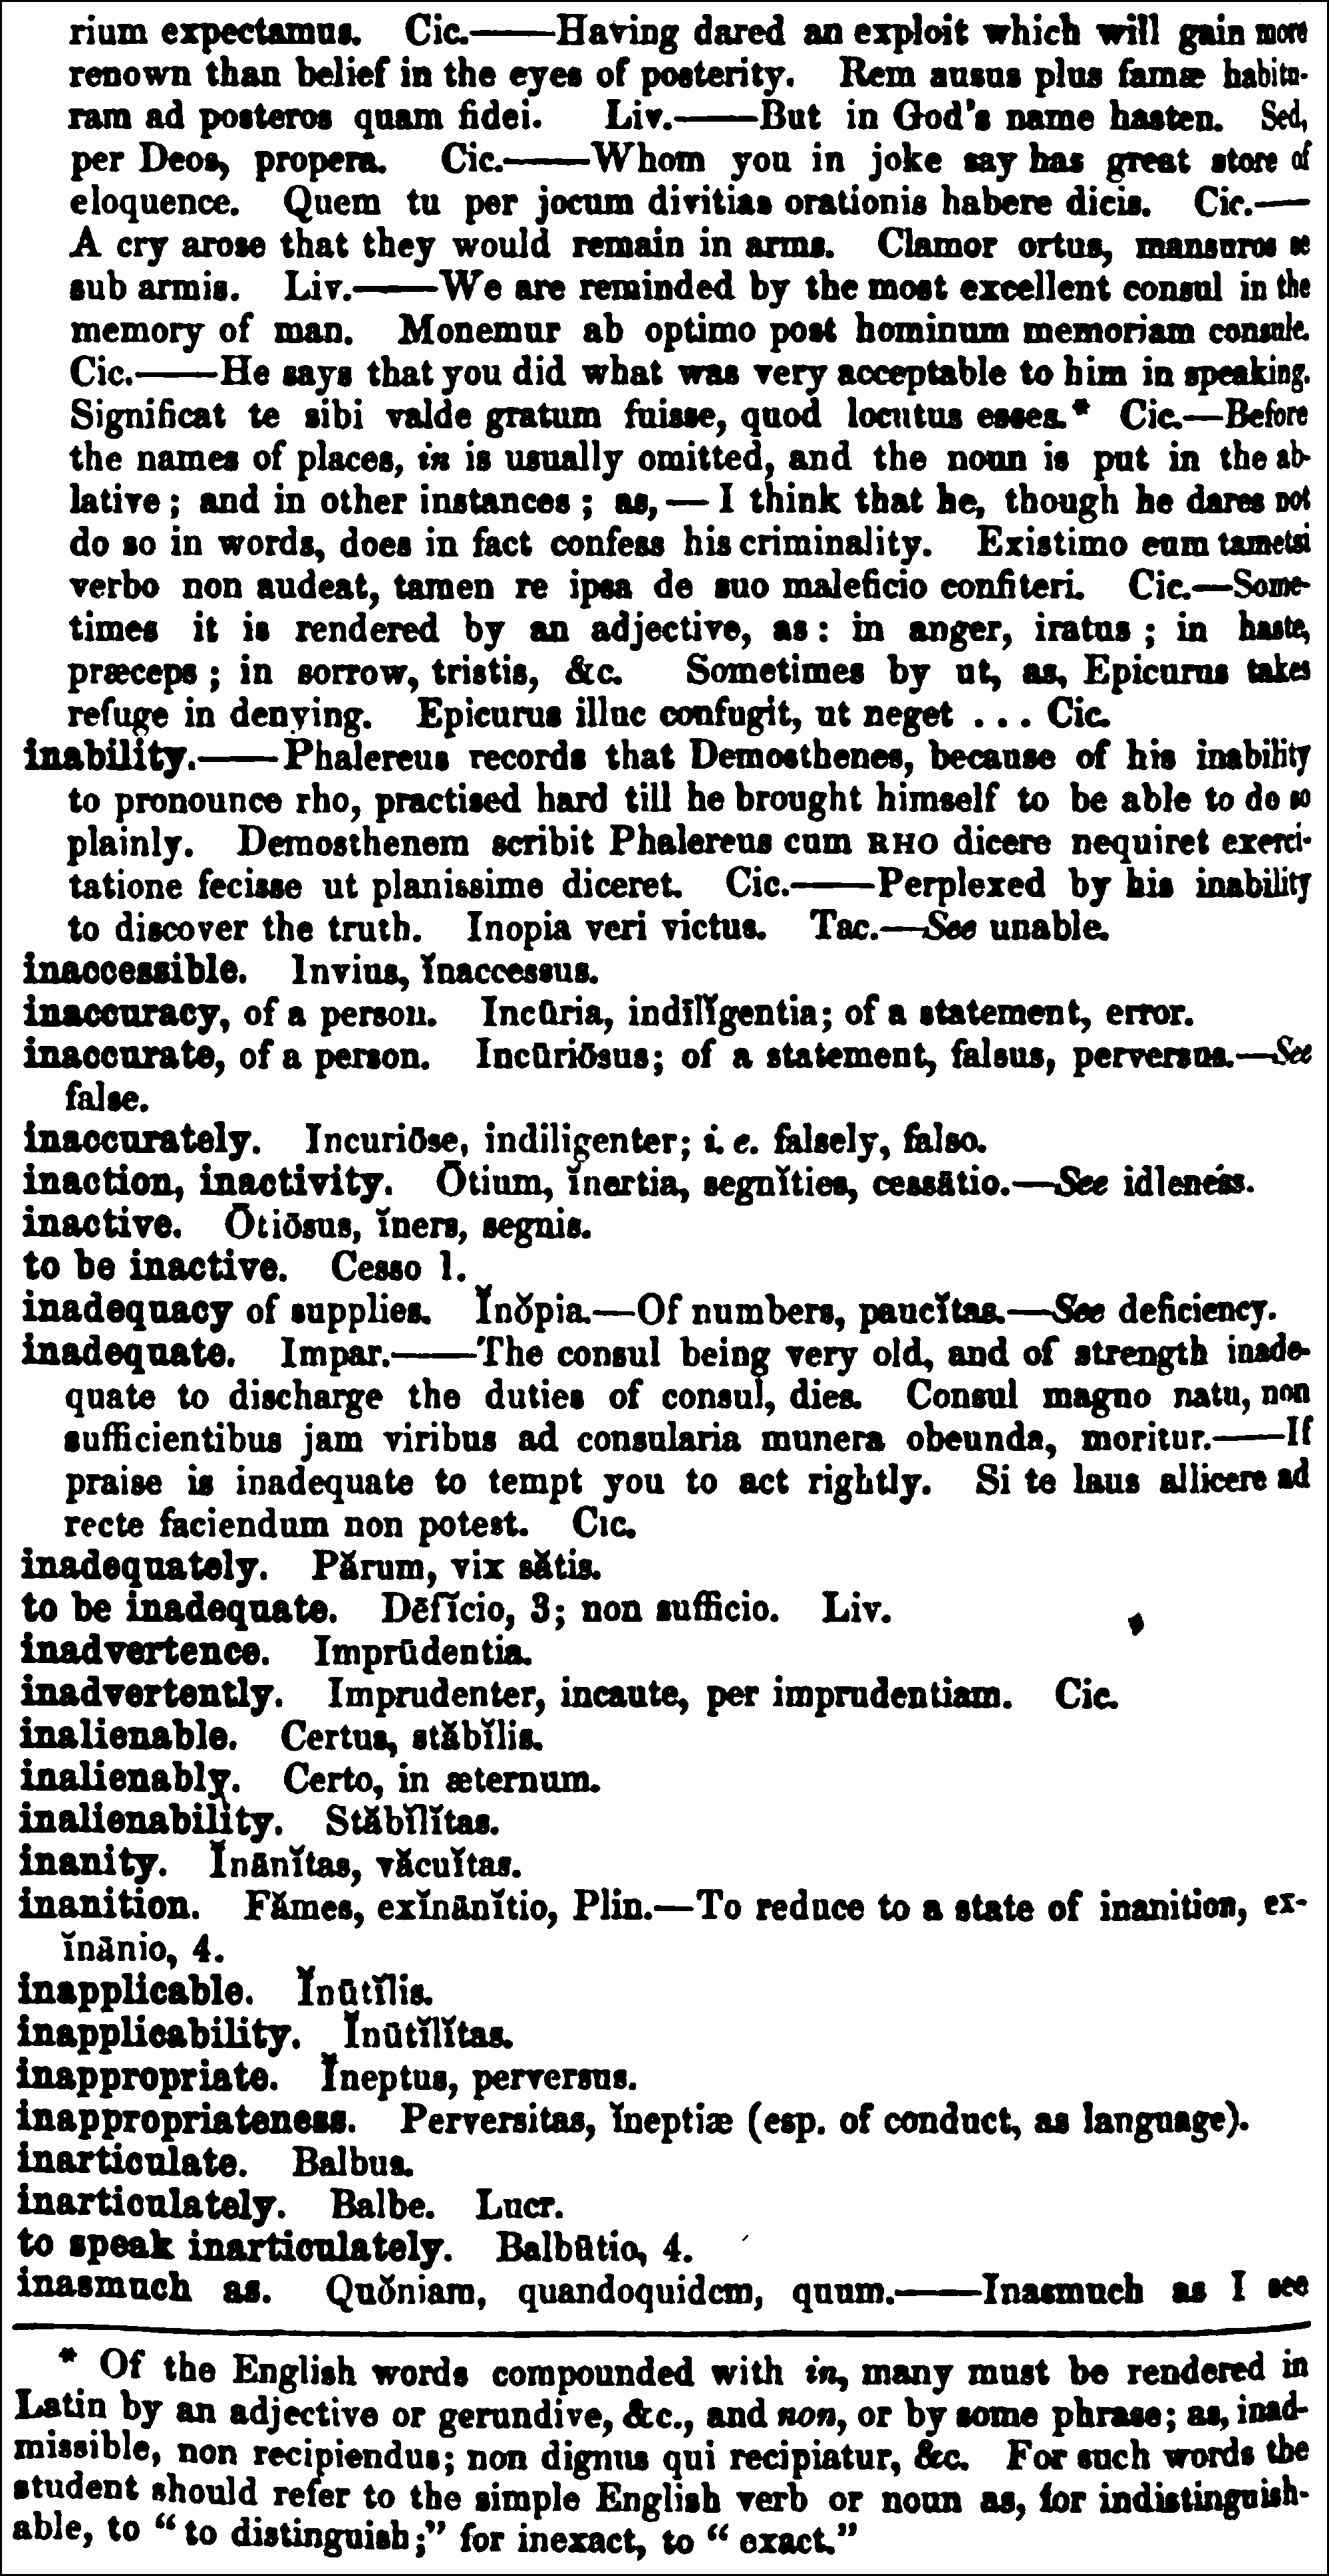 rium expectamus. Cic.——Having dared an exploit which will gain more
renown than belief in the eyes of posterity. Rem ausus plus famæ habitu-
ram ad posteros quam fidei. Liv.——But in God's name hasten. Sed,
per Deos, propera. Cic.——Whom you in joke say has great store of
eloquence. Quem tu per jocum divitias orationis habere dicis. Cic.—
A cry arose that they would remain in arms. Clamor ortus, mansuros se
sub armis. Liv.——We are reminded by the most excellent consul in the
memory of man. Monemur ab optimo post hominum memoriam consule.
Cic.——He says that you did what was very acceptable to him in speaking.
Significat te sibi valde gratum fuisse, quod locutus esses.* Cic.—Before
the names of places, in is usually omitted, and the noun is put in the ab-
lative; and in other instances; as,— I think that he, though he dares not
do so in words, does in fact confess his criminality. Existimo eum tametsi
verbo non audeat, tamen re ipsa de suo maleficio confiteri. Cic.—Some-
times it is rendered by an adjective, as: in anger, iratus; in haste,
præceps; in sorrow, tristis, &c. Sometimes by ut, as, Epicurus takes
refuge in denying. Epicurus illuc confugit, ut neget ... Cic.
inability.——Phalereus records that Demosthenes, because of his inability
to pronounce rho, practised hard till he brought himself to be able to do so
plainly. Demosthenem scribit Phalereus cum RHO dicere nequiret exerci-
tatione fecisse ut planissime diceret. Cic.——Perplexed by his inability
to discover the truth. Inopia veri victus. Tac.—See unable.
inaccessible. Invius, ĭnaccessus.
inaccuracy, of a person. Incūria, indīlĭgentia; of a statement, error.
inaccurate, of a person. Incūriōsus; of a statement, falsus, perversus.—See
false.
inaccurately. Incuriōse, indiligenter; i. e. falsely, falso.
inaction, inactivity. Ōtium, ĭnertia, segnĭties, cessātio.—See idleness.
inactive. Ōtiōsus, ĭners, segnis.
to be inactive. Cesso 1.
inadequacy of supplies. Ĭnŏpia.—Of numbers, paucĭtas.—See deficiency.
inadequate. Impar.——The consul being very old, and of strength inade-
quate to discharge the duties of consul, dies. Consul magno natu, non
sufficientibus jam viribus ad consularia munera obeunda, moritur.——If
praise is inadequate to tempt you to act rightly. Si te laus allicere ad
recte faciendum non potest. Cic.
inadequately. Părum, vix sătis.
to be inadequate. Dēfĭcio, 3; non sufficio. Liv.
inadvertence. Imprūdentia.
inadvertently. Imprudenter, incaute, per imprudentiam. Cic.
inalienable. Certus, stăbĭlis.
inalienably. Certo, in æternum.
inalienability. Stăbĭlĭtas.
inanity. Ĭnānĭtas, văcuĭtas.
inanition. Fămes, exĭnānĭtio, Plin.—To reduce to a state of inanition, ex-
ĭnānio, 4.
inapplicable. Ĭnūtĭlis.
inapplicability. Ĭnūtĭlĭtas.
inappropriate. Ĭneptus, perversus.
inappropriateness. Perversitas, ĭneptiæ (esp. of conduct, as language).
inarticulate. Balbus.
inarticulately. Balbe. Lucr.
to speak inarticulately. Balbūtio, 4.
inasmuch as. Quŏniam, quandoquidem, quum.——Inasmuch as I see
* Of the English words compounded with in, many must be rendered in
Latin by an adjective or gerundive, &c., and non, or by some phrase; as, inad-
missible, non recipiendus; non dignus qui recipiatur, &c. For such words the
student should refer to the simple English verb or noun as, for indistinguish-
able, to "to distinguish;" for inexact, to "exact."